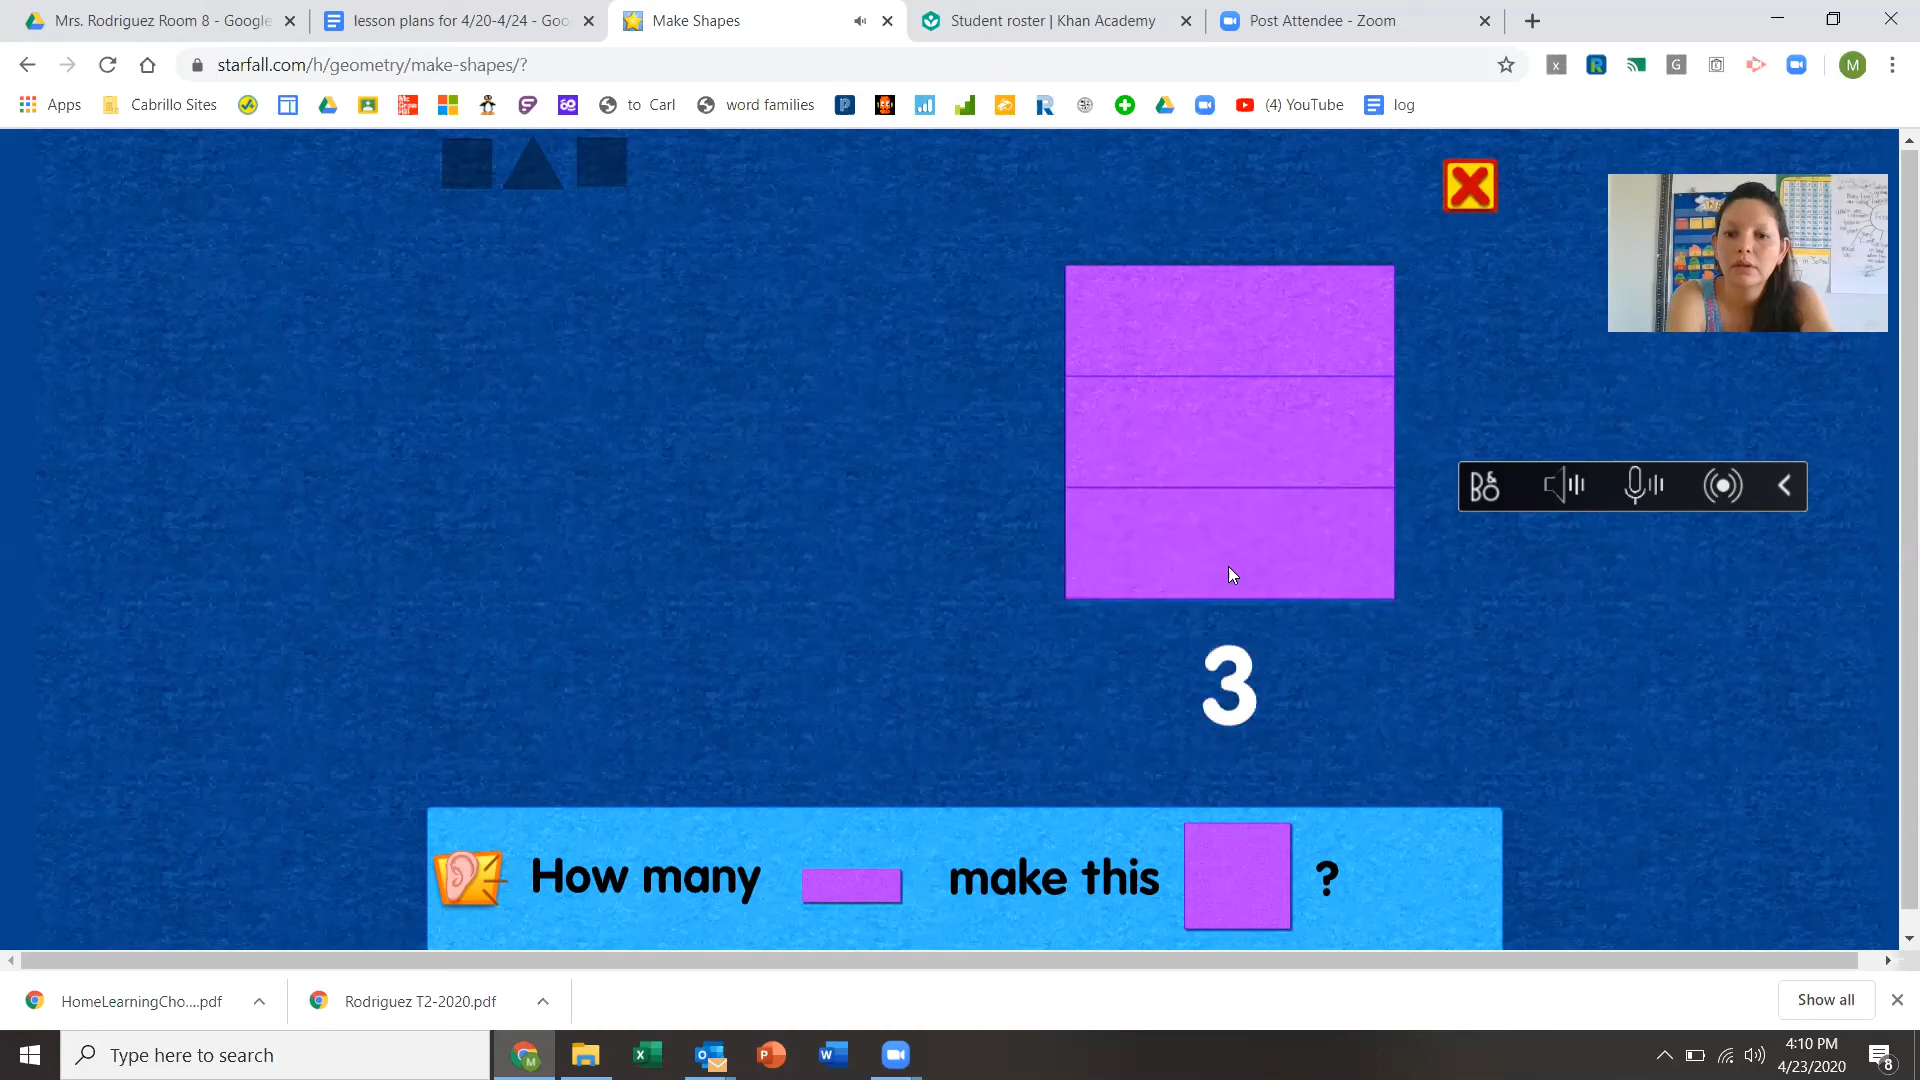 Mrs. Rodriguez Room 8 - Google
lesson plans for 4/20-4/24 - Goo
Make Shapes
Student roster | Khan Academy
Post Attendee - Zoom
starfall.com/h/geometry/make-shapes/?
M
Apps
Cabrillo Sites
to Carl
word families
(4) YouTube
log
3
How many make this ?
HomeLearningCho....pdf
Rodriguez T2-2020.pdf
Show all
Type here to search
4:10 PM
4/23/2020
8